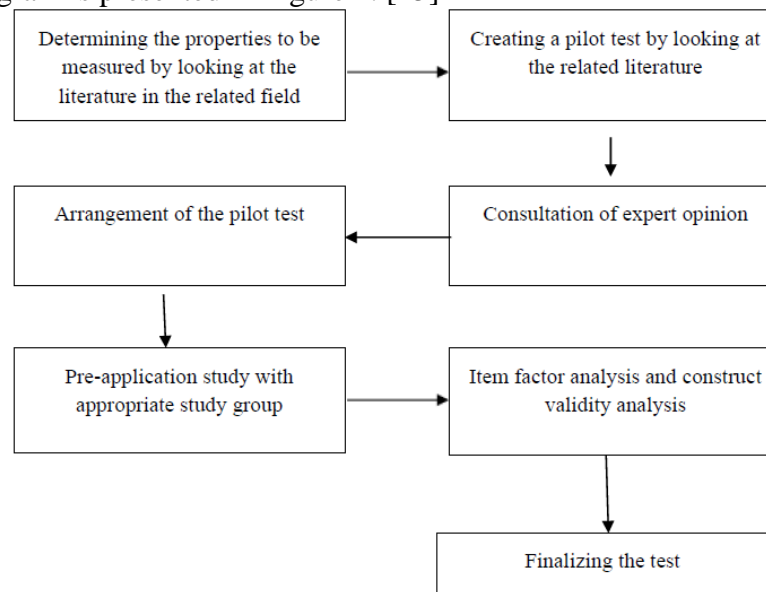 is presented
Determining the properties to be
measured by looking at the
literature in the related field
Creating a pilot test by looking at
the related literature
Consultation of expert opinion
Arrangement of the pilot test
Pre-application study with
appropriate study group
Item factor analysis and construct
validity analysis
Finalizing the test